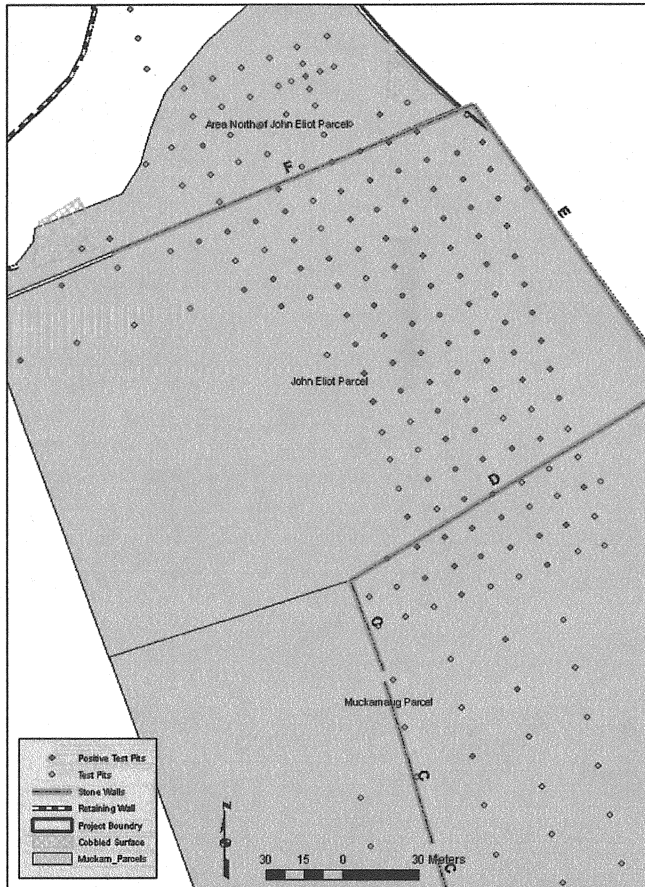 Area North of John Eliot Parcel
F
E
John Eliot Parcel
D
C
Muckamaug Parcel
C
C
Positive Test Pits
Test Pits
Stone Walls
Retaining Wall
Project Boundary
Cobbled Surface
Muckam_Parcels
N
30 15 0 30 Meters